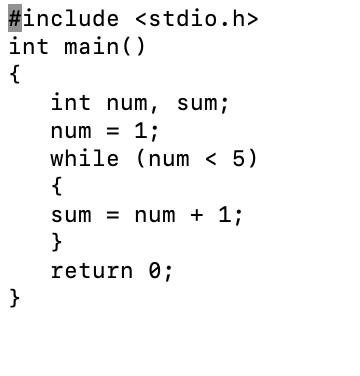 #include <stdio.h>
int main()
{
   int num, sum;
   num = 1;
   while (num < 5)
   {
   sum = num + 1;
   }
   return 0;
}